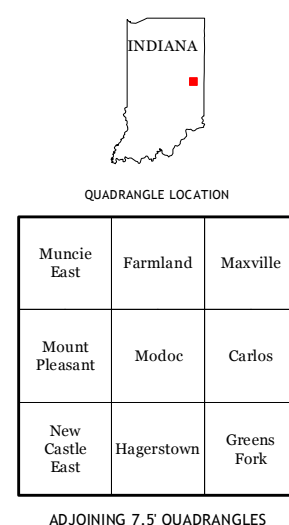 INDIANA
QUADRANGLE LOCATION
Muncie
East
Farmland
Maxville
Mount
Pleasant
Modoc
Carlos
New
Castle
East
Hagerstown
Greens
Fork
ADJOINING 7.5' QUADRANGLES